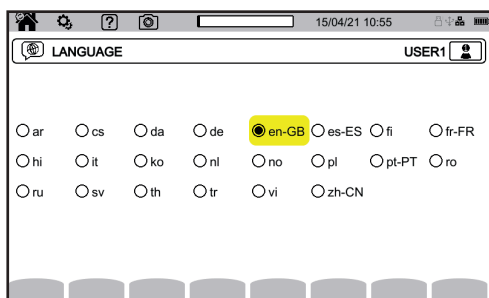 ? 15/04/21 10:55
LANGUAGE USER1
ar cs da de en-GB es-ES fi fr-FR
hi it ko nl no pl pt-PT ro
ru sv th tr vi zh-CN